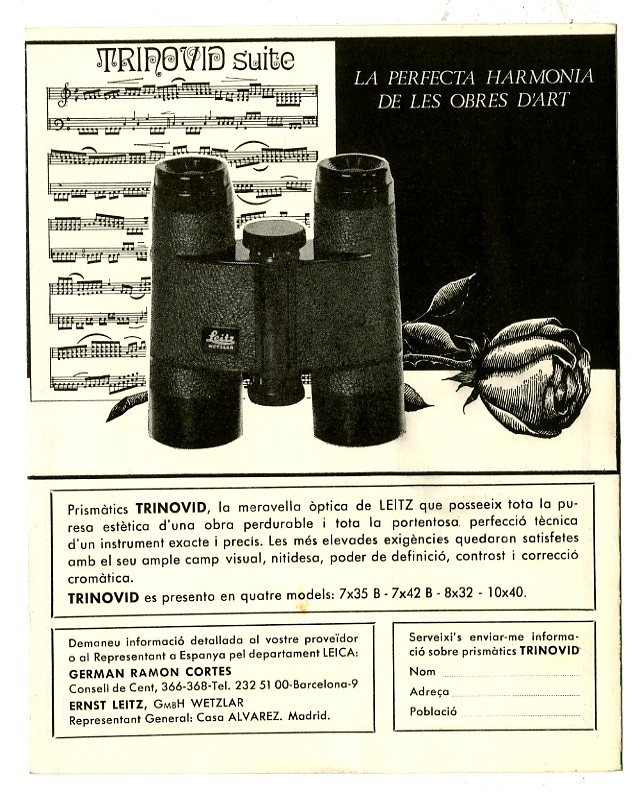 TRINOVID suite
LA PERFECTA HARMONIA
DE LES OBRES D'ART
Leitz
WETZLAR
Prismàtics TRINOVID, la meravella òptica de LEITZ que posseeix tota la pu-
resa estètica d'una obra perdurable i tota la portentosa perfecció tècnica
d'un instrument exacte i precís. Les més elevades exigències quedaran satisfetes
amb el seu ample camp visual, nitidesa, poder de definició, contrast i correcció
cromàtica.
TRINOVID es presenta en quatre models: 7x35 B - 7x42 B - 8x32 - 10x40.
Demaneu informació detallada al vostre proveïdor
o al Representant a Espanya pel departament LEICA:
GERMAN RAMON CORTES
Consell de Cent, 366-368-Tel. 232 51 00-Barcelona-9
ERNST LEITZ, GMBH WETZLAR
Representant General: Casa ALVAREZ. Madrid.
Serveixi's enviar-me informa-
ció sobre prismàtics TRINOVID
Nom
Adreça
Població